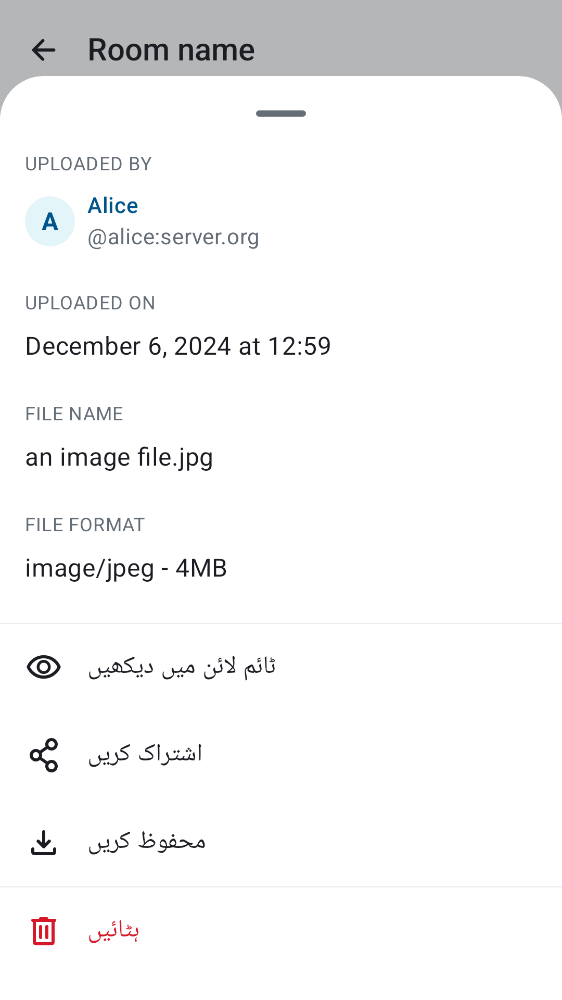 Room name
UPLOADED BY
A
Alice
@alice:server.org
UPLOADED ON
December 6, 2024 at 12:59
FILE NAME
an image file.jpg
FILE FORMAT
image/jpeg - 4MB
ٹائم لائن میں دیکھیں
اشتراک کریں
محفوظ کریں
ہٹائیں